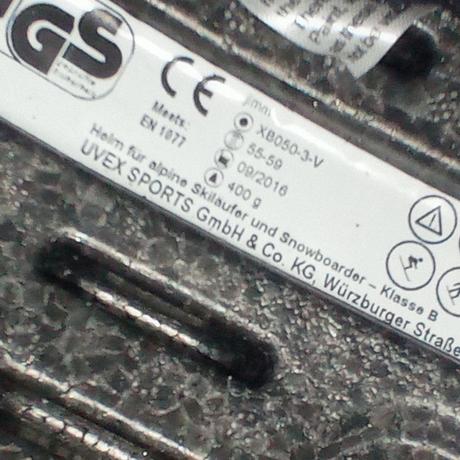 GS
CE
Meets:
EN 1077
jimm
XB050-3-V
55-59
09/2016
400 g
Helm für alpine Skiläufer und Snowboarder – Klasse B
UVEX SPORTS GmbH & Co. KG, Würzburger Straße